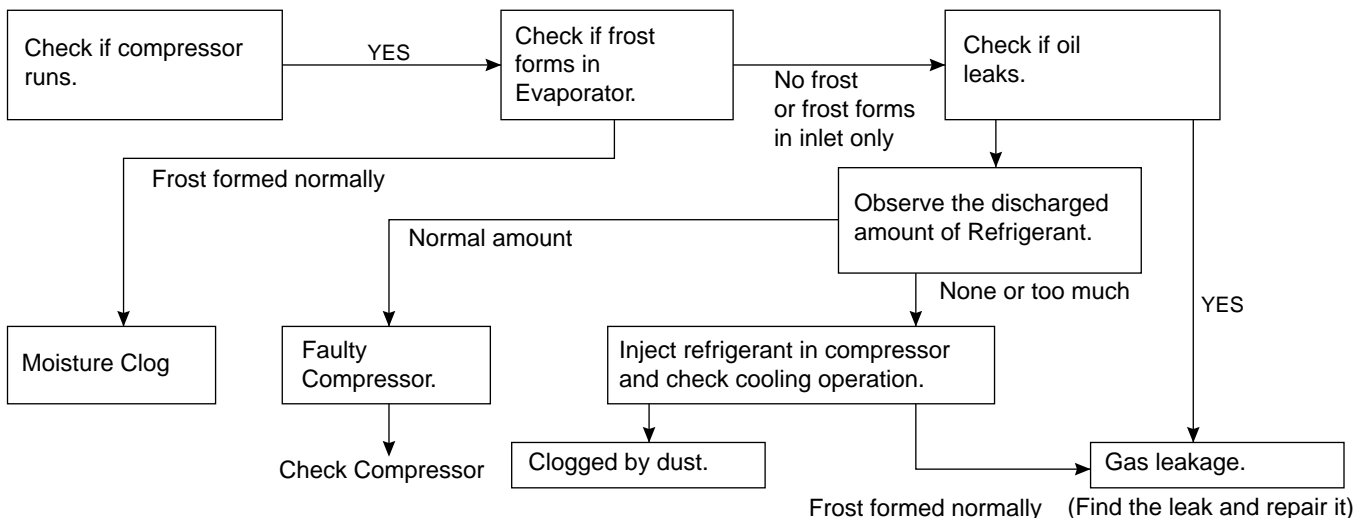 Check if compressor
runs.
YES
Check if frost
forms in
Evaporator.
No frost
or frost forms
in inlet only
Check if oil
leaks.
Frost formed normally
Observe the discharged
amount of Refrigerant.
Normal amount
None or too much
YES
Moisture Clog
Faulty
Compressor.
Inject refrigerant in compressor
and check cooling operation.
Check Compressor
Clogged by dust.
Gas leakage.
Frost formed normally
(Find the leak and repair it)